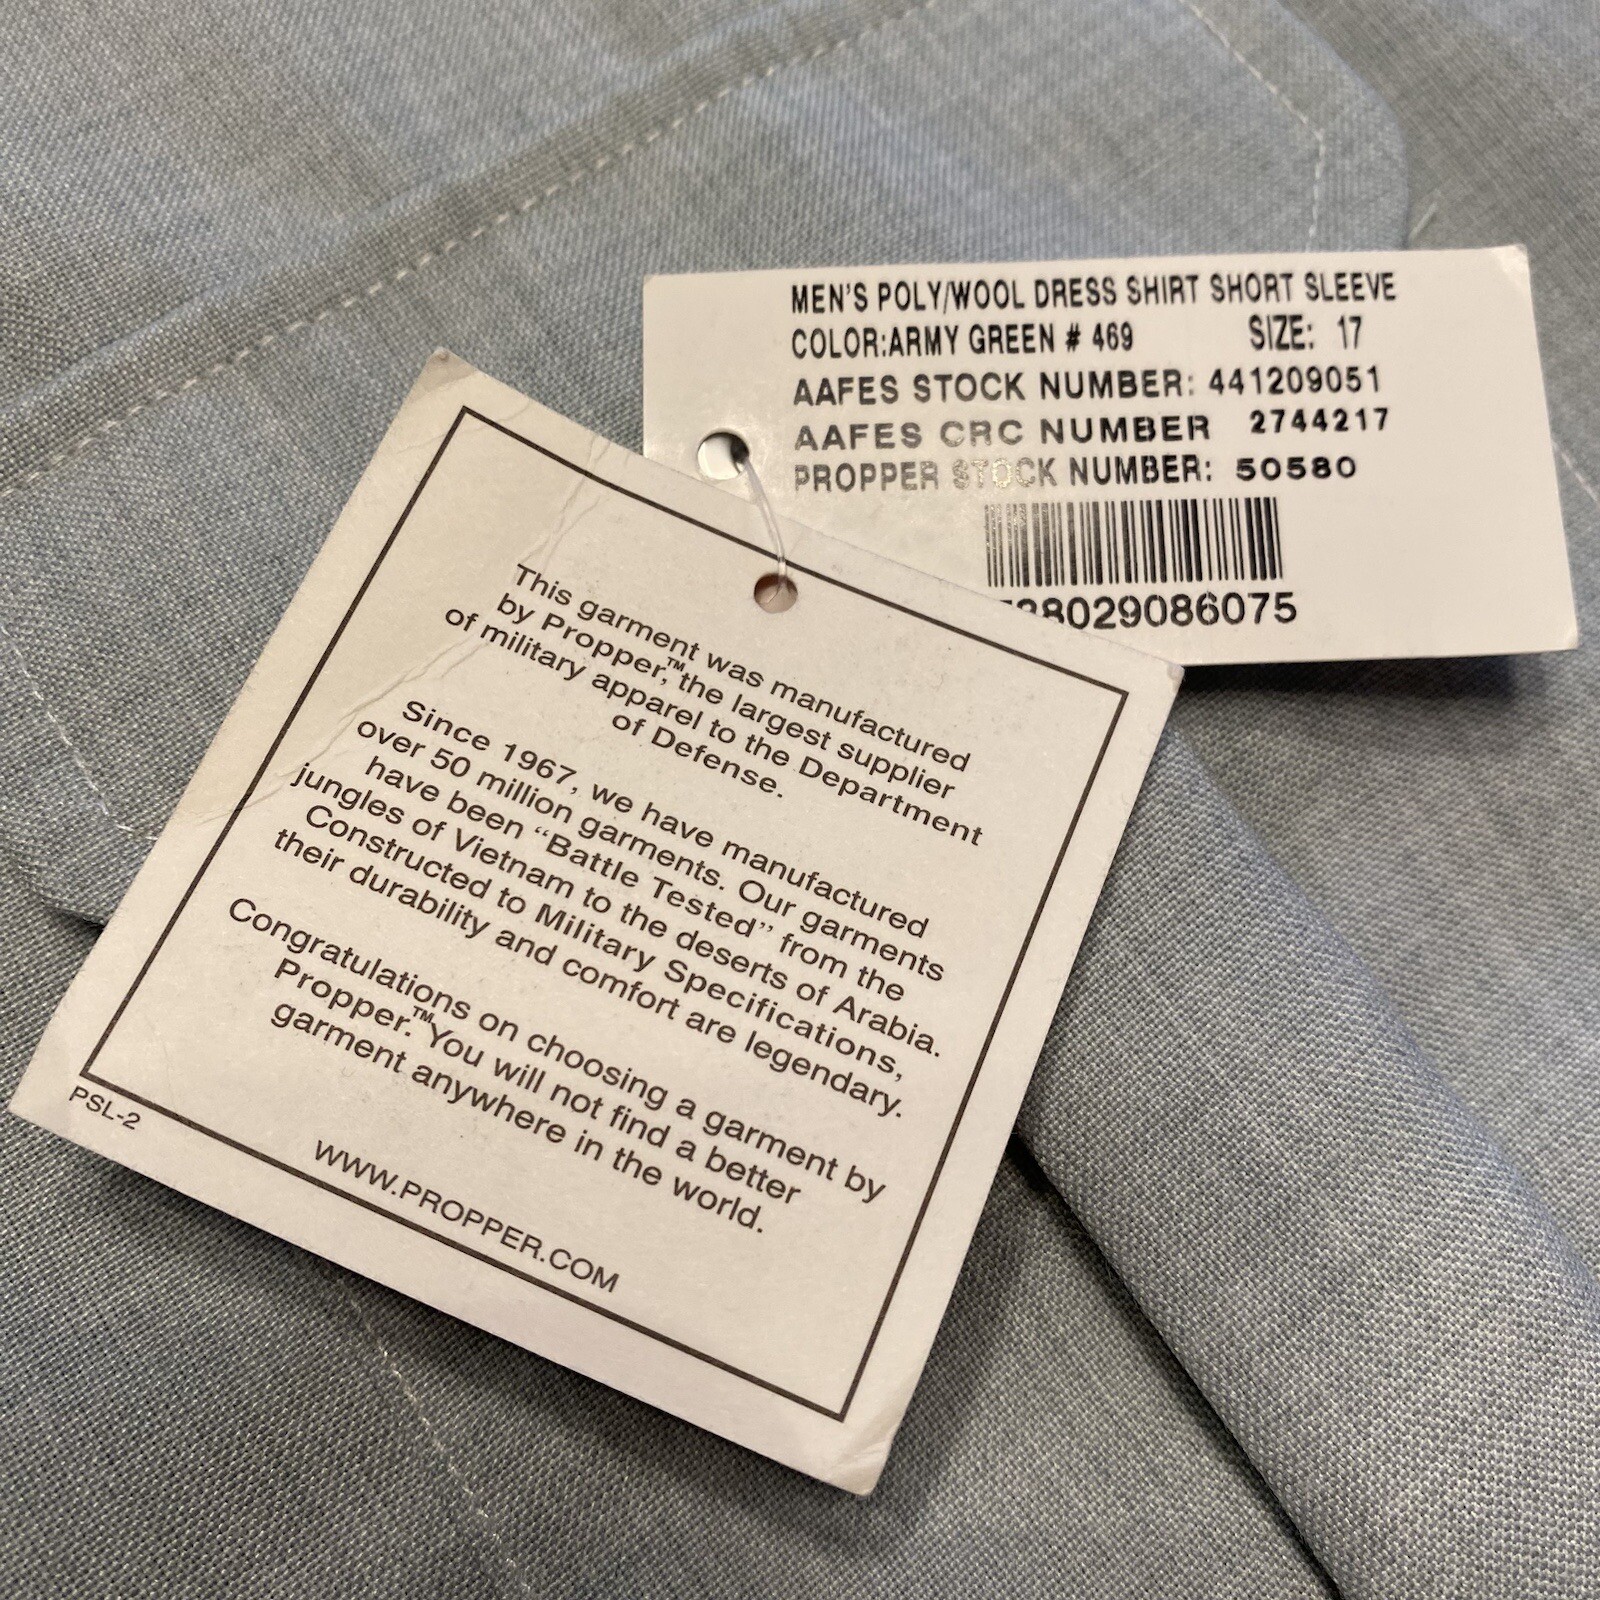 MEN'S POLY/WOOL DRESS SHIRT SHORT SLEEVE
COLOR:ARMY GREEN # 469 SIZE: 17
AAFES STOCK NUMBER: 441209051
AAFES CRC NUMBER 2744217
PROPPER STOCK NUMBER: 50580
28029086075
This garment was manufactured
by Propper,™ the largest supplier
of military apparel to the Department
of Defense.
Since 1967, we have manufactured
over 50 million garments. Our garments
have been “Battle Tested” from the
jungles of Vietnam to the deserts of Arabia.
Constructed to Military Specifications,
their durability and comfort are legendary.
Congratulations on choosing a garment by
Propper.™ You will not find a better
garment anywhere in the world.
PSL-2
WWW.PROPPER.COM